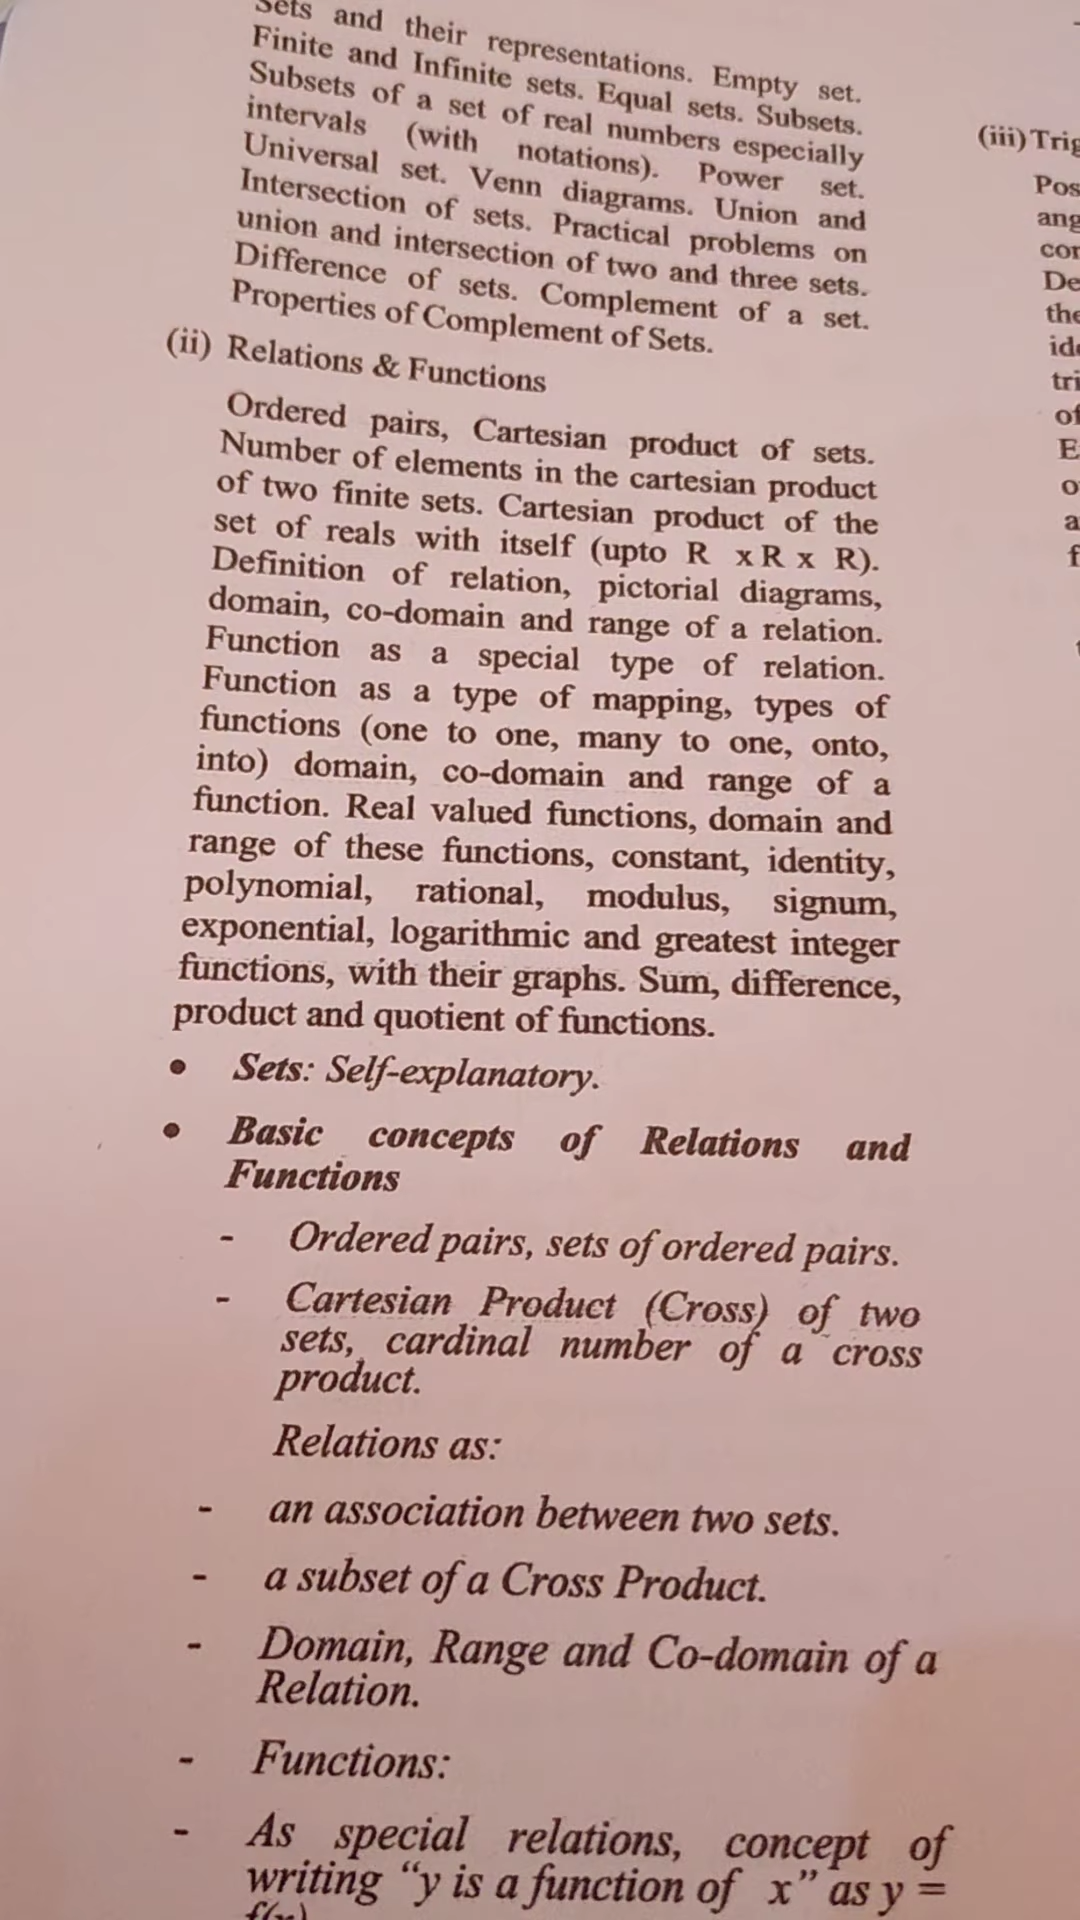 Sets and their representations. Empty set.
Finite and Infinite sets. Equal sets. Subsets.
Subsets of a set of real numbers especially
intervals (with notations). Power set.
Universal set. Venn diagrams. Union and
Intersection of sets. Practical problems on
union and intersection of two and three sets.
Difference of sets. Complement of a set.
Properties of Complement of Sets.
(ii) Relations & Functions
Ordered pairs, Cartesian product of sets.
Number of elements in the cartesian product
of two finite sets. Cartesian product of the
set of reals with itself (upto R x R x R).
Definition of relation, pictorial diagrams,
domain, co-domain and range of a relation.
Function as a special type of relation.
Function as a type of mapping, types of
functions (one to one, many to one, onto,
into) domain, co-domain and range of a
function. Real valued functions, domain and
range of these functions, constant, identity,
polynomial, rational, modulus, signum,
exponential, logarithmic and greatest integer
functions, with their graphs. Sum, difference,
product and quotient of functions.
• Sets: Self-explanatory.
• Basic concepts of Relations and
Functions
- Ordered pairs, sets of ordered pairs.
- Cartesian Product (Cross) of two
sets, cardinal number of a cross
product.
Relations as:
- an association between two sets.
- a subset of a Cross Product.
- Domain, Range and Co-domain of a
Relation.
- Functions:
- As special relations, concept of
writing “y is a function of x” as y =
f(x)
(iii)